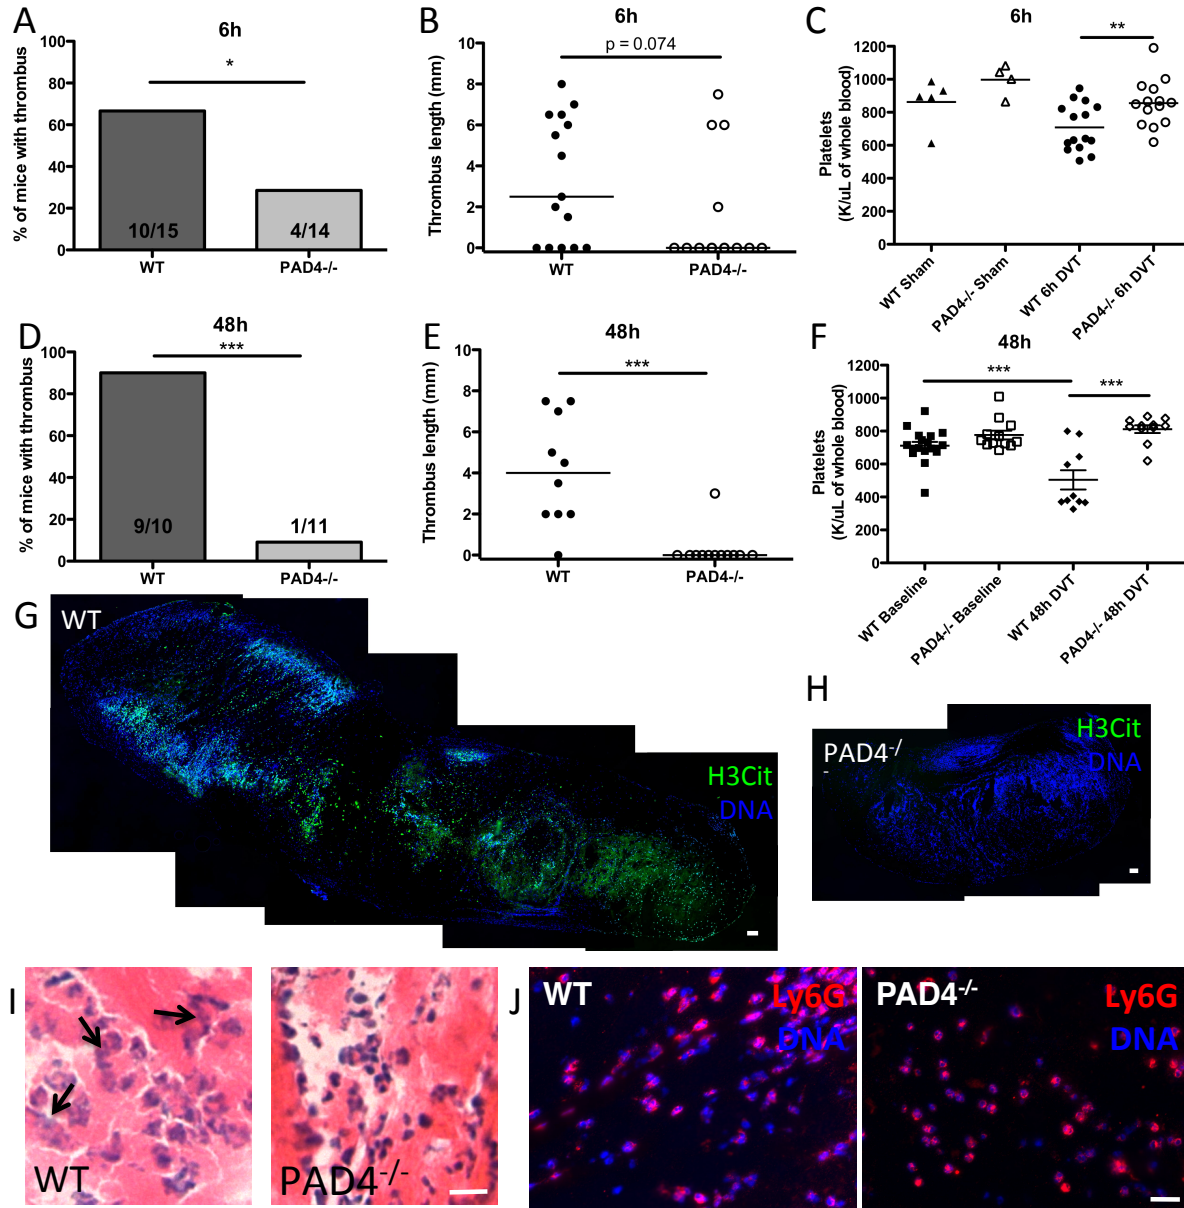 A
6h
% of mice with thrombus
100
80
60
40
20
0
*
10/15
4/14
WT
PAD4-/-
B
6h
Thrombus length (mm)
10
8
6
4
2
0
p = 0.074
WT
PAD4-/-
C
6h
Platelets
(K/uL of whole blood)
1200
1000
800
600
400
200
0
**
WT Sham
PAD4-/- Sham
WT 6h DVT
PAD4-/- 6h DVT
D
48h
% of mice with thrombus
100
80
60
40
20
0
***
9/10
1/11
WT
PAD4-/-
E
48h
Thrombus length (mm)
10
8
6
4
2
0
***
WT
PAD4-/-
F
48h
Platelets
(K/uL of whole blood)
1200
1000
800
600
400
200
0
***
***
WT Baseline
PAD4-/- Baseline
WT 48h DVT
PAD4-/- 48h DVT
G
WT
H3Cit
DNA
H
PAD4-/
-
H3Cit
DNA
I
WT
PAD4-/-
J
WT
Ly6G
DNA
PAD4-/-
Ly6G
DNA